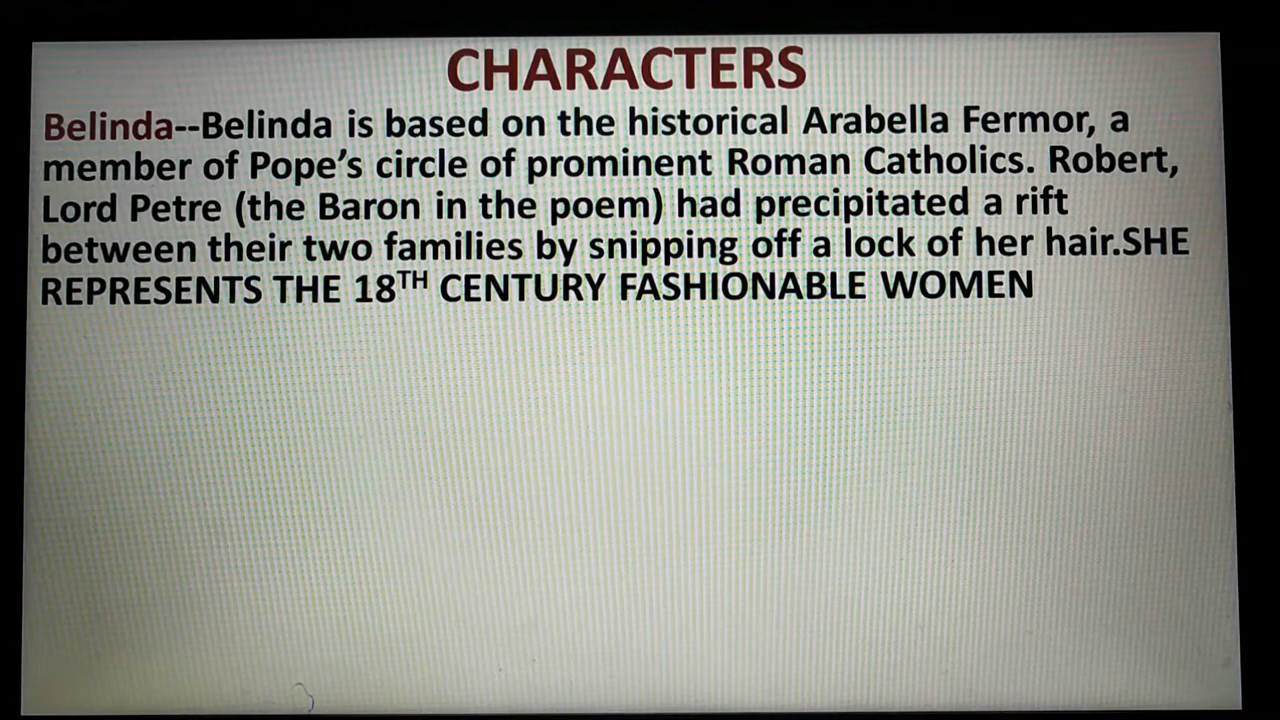 CHARACTERS
Belinda--Belinda is based on the historical Arabella Fermor, a
member of Pope’s circle of prominent Roman Catholics. Robert,
Lord Petre (the Baron in the poem) had precipitated a rift
between their two families by snipping off a lock of her hair.SHE
REPRESENTS THE 18TH CENTURY FASHIONABLE WOMEN